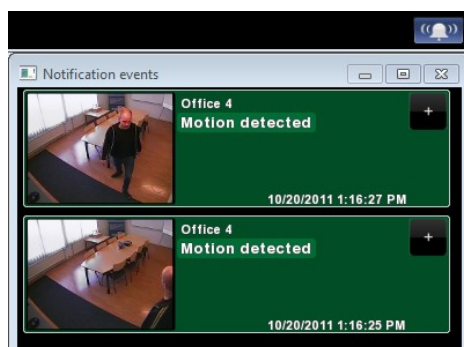 Notification events
Office 4
Motion detected
+
10/20/2011 1:16:27 PM
Office 4
Motion detected
+
10/20/2011 1:16:25 PM